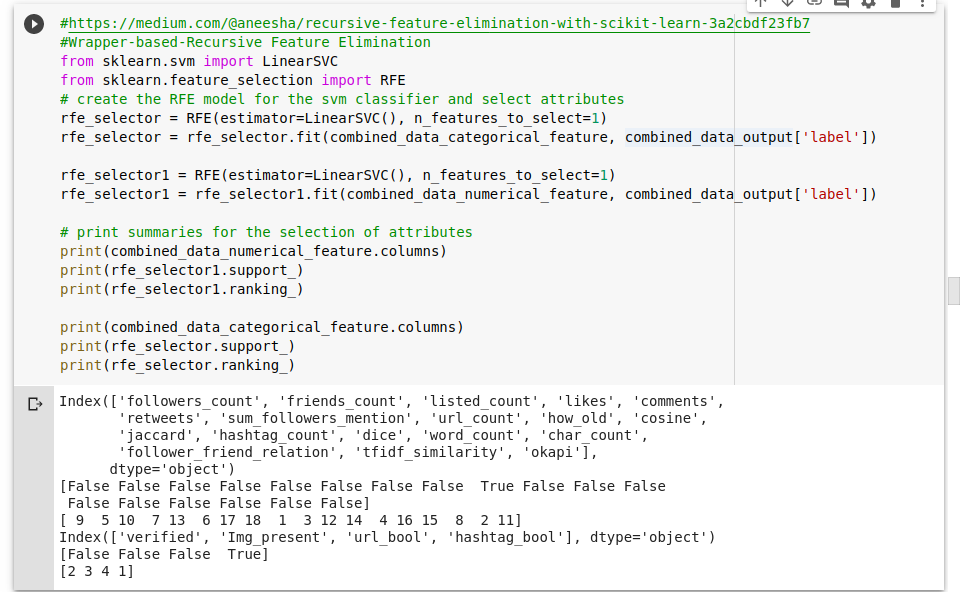 #https://medium.com/@aneesha/recursive-feature-elimination-with-scikit-learn-3a2cbdf23fb7
#Wrapper-based-Recursive Feature Elimination
from sklearn.svm import LinearSVC
from sklearn.feature_selection import RFE
# create the RFE model for the svm classifier and select attributes
rfe_selector = RFE(estimator=LinearSVC(), n_features_to_select=1)
rfe_selector = rfe_selector.fit(combined_data_categorical_feature, combined_data_output['label'])
rfe_selector1 = RFE(estimator=LinearSVC(), n_features_to_select=1)
rfe_selector1 = rfe_selector1.fit(combined_data_numerical_feature, combined_data_output['label'])
# print summaries for the selection of attributes
print(combined_data_numerical_feature.columns)
print(rfe_selector1.support_)
print(rfe_selector1.ranking_)
print(combined_data_categorical_feature.columns)
print(rfe_selector.support_)
print(rfe_selector.ranking_)
Index(['followers_count', 'friends_count', 'listed_count', 'likes', 'comments',
'retweets', 'sum_followers_mention', 'url_count', 'how_old', 'cosine',
'jaccard', 'hashtag_count', 'dice', 'word_count', 'char_count',
'follower_friend_relation', 'tfidf_similarity', 'okapi'],
dtype='object')
[False False False False False False False False  True False False False
False False False False False False]
[ 9  5 10  7 13  6 17 18  1  3 12 14  4 16 15  8  2 11]
Index(['verified', 'Img_present', 'url_bool', 'hashtag_bool'], dtype='object')
[False False False  True]
[2 3 4 1]